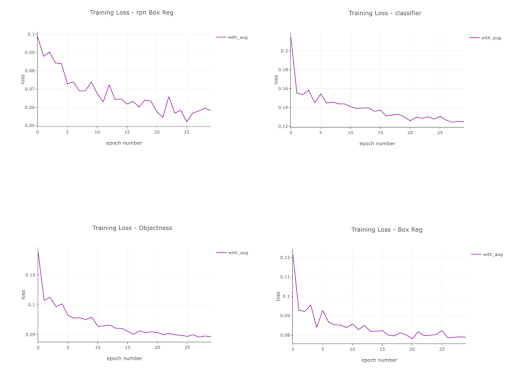 Training Loss - rpn Box Reg
0.1
0.09
0.08
0.07
0.06
0.05
loss
0 5 10 15 20 25
epoch number
with_aug
Training Loss - classifier
0.2
0.18
0.16
0.14
0.12
loss
0 5 10 15 20 25
epoch number
with_aug
Training Loss - Objectness
0.15
0.1
0.05
loss
0 5 10 15 20 25
epoch number
with_aug
Training Loss - Box Reg
0.12
0.11
0.1
0.09
0.08
loss
0 5 10 15 20 25
epoch number
with_aug